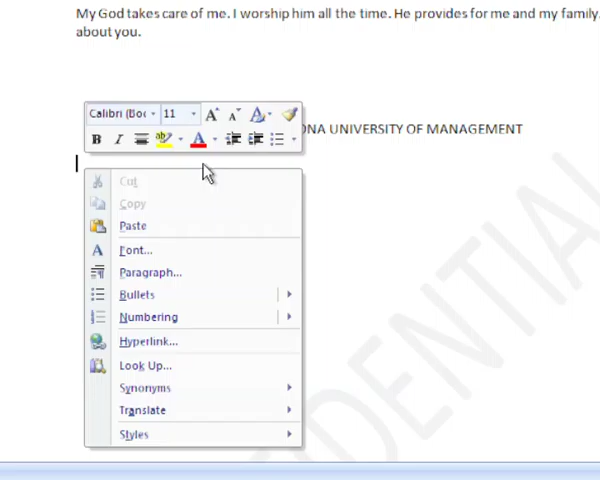 My God takes care of me. I worship him all the time. He provides for me and my family.
about you.
Calibri (Boo 11
ONA UNIVERSITY OF MANAGEMENT
Cut
Copy
Paste
Font...
Paragraph...
Bullets
Numbering
Hyperlink...
Look Up...
Synonyms
Translate
Styles
DENTIAL